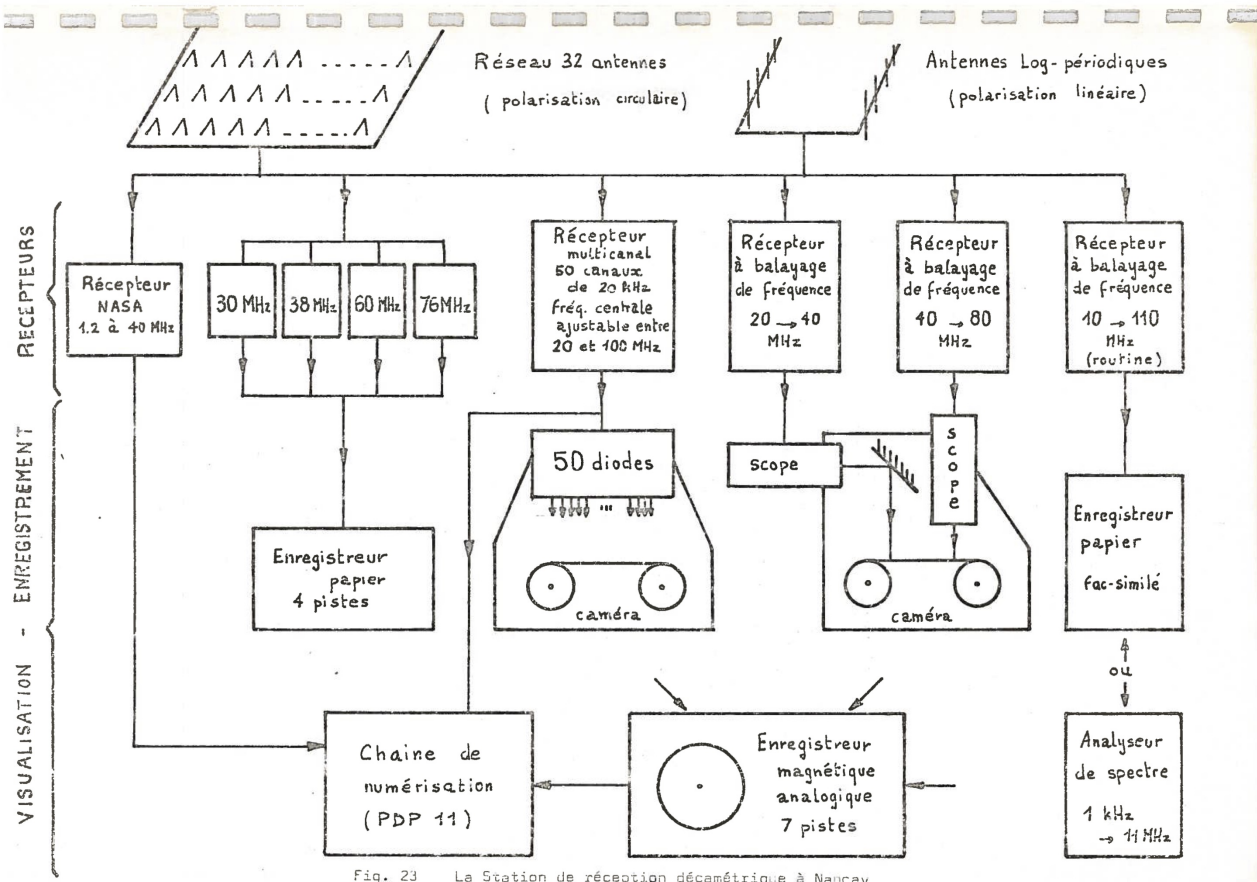 Réseau 32 antennes
( polarisation circulaire)
Antennes Log-périodiques
(polarisation linéaire)
RECEPTEURS
Récepteur
NASA
1.2 à 40 MHz
30 MHz
38 MHz
60 MHz
76 MHz
Récepteur
multicanal
50 canaux
de 20 kHz
Fréq. centrale
ajustable entre
20 et 100 MHz
Récepteur
à balayage
de fréquence
20 → 40
MHz
Récepteur
à balayage
de fréquence
40 → 80
MHz
Récepteur
à balayage
de fréquence
10 → 110
MHz
(routine)
VISUALISATION - ENREGISTREMENT
Enregistreur
papier
4 pistes
50 diodes
...
caméra
scope
scope
caméra
Enregistreur
papier
fac-similé
ou
Chaine de
numérisation
(PDP 11)
Enregistreur
magnétique
analogique
7 pistes
Analyseur
de spectre
1 kHz
→ 11 MHz
Fig. 23 La Station de réception décamétrique à Nançay